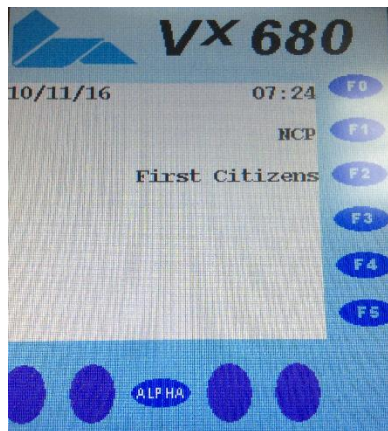 VX 680
10/11/16 07:24 F0
NCP F1
First Citizens F2
F3
F4
F5
ALPHA